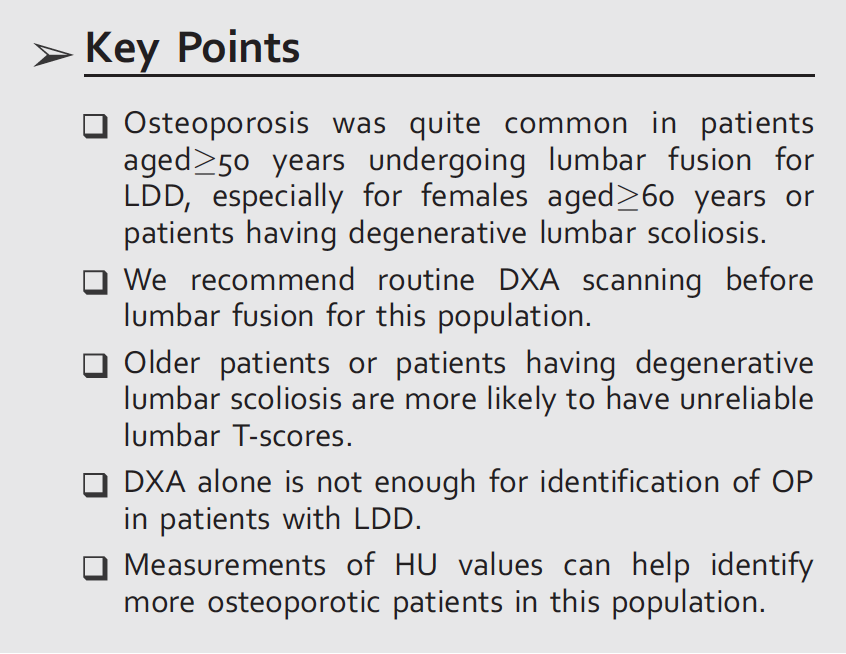 Key Points
Osteoporosis was quite common in patients
aged≥50 years undergoing lumbar fusion for
LDD, especially for females aged≥60 years or
patients having degenerative lumbar scoliosis.
We recommend routine DXA scanning before
lumbar fusion for this population.
Older patients or patients having degenerative
lumbar scoliosis are more likely to have unreliable
lumbar T-scores.
DXA alone is not enough for identification of OP
in patients with LDD.
Measurements of HU values can help identify
more osteoporotic patients in this population.